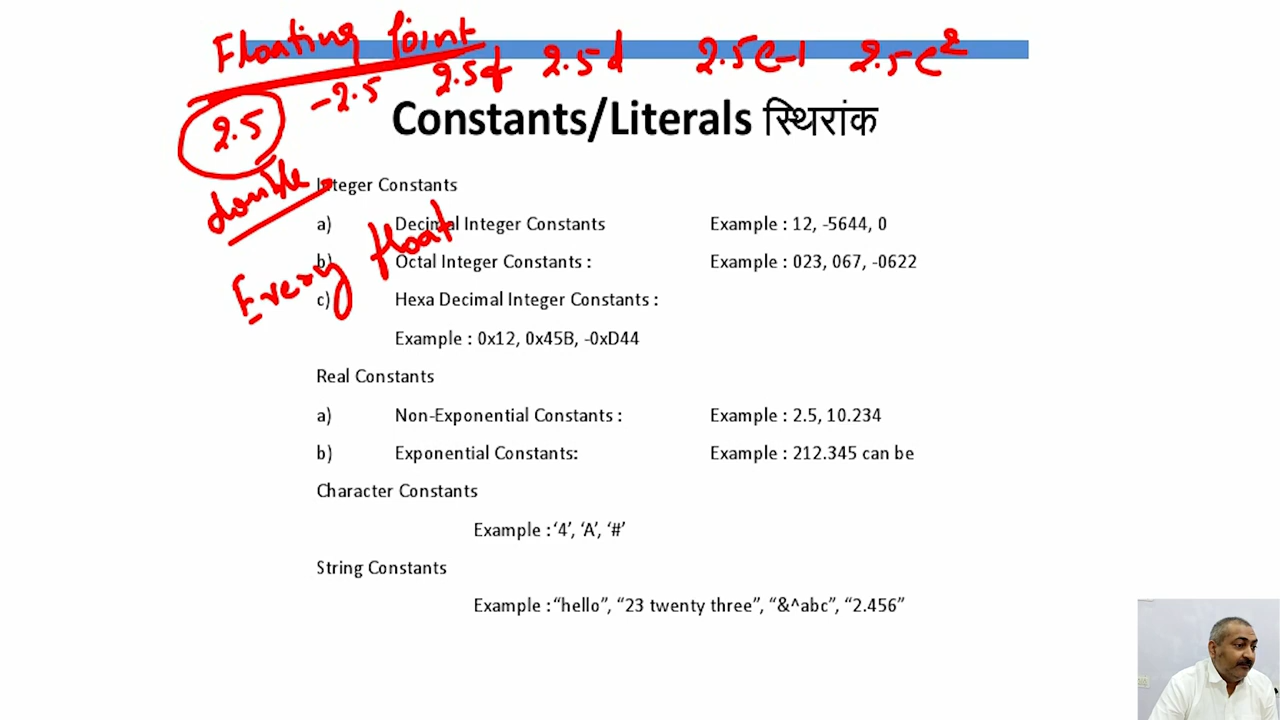 Floating Point
2.5 -2.5 2.5f 2.5d 2.5e-1 2.5e2
double
Every float
Constants/Literals स्थिरांक
Integer Constants
a) Decimal Integer Constants Example : 12, -5644, 0
b) Octal Integer Constants : Example : 023, 067, -0622
c) Hexa Decimal Integer Constants :
Example : 0x12, 0x45B, -0xD44
Real Constants
a) Non-Exponential Constants : Example : 2.5, 10.234
b) Exponential Constants: Example : 212.345 can be
Character Constants
Example : ‘4’, ‘A’, ‘#’
String Constants
Example : “hello”, “23 twenty three”, “&^abc”, “2.456”